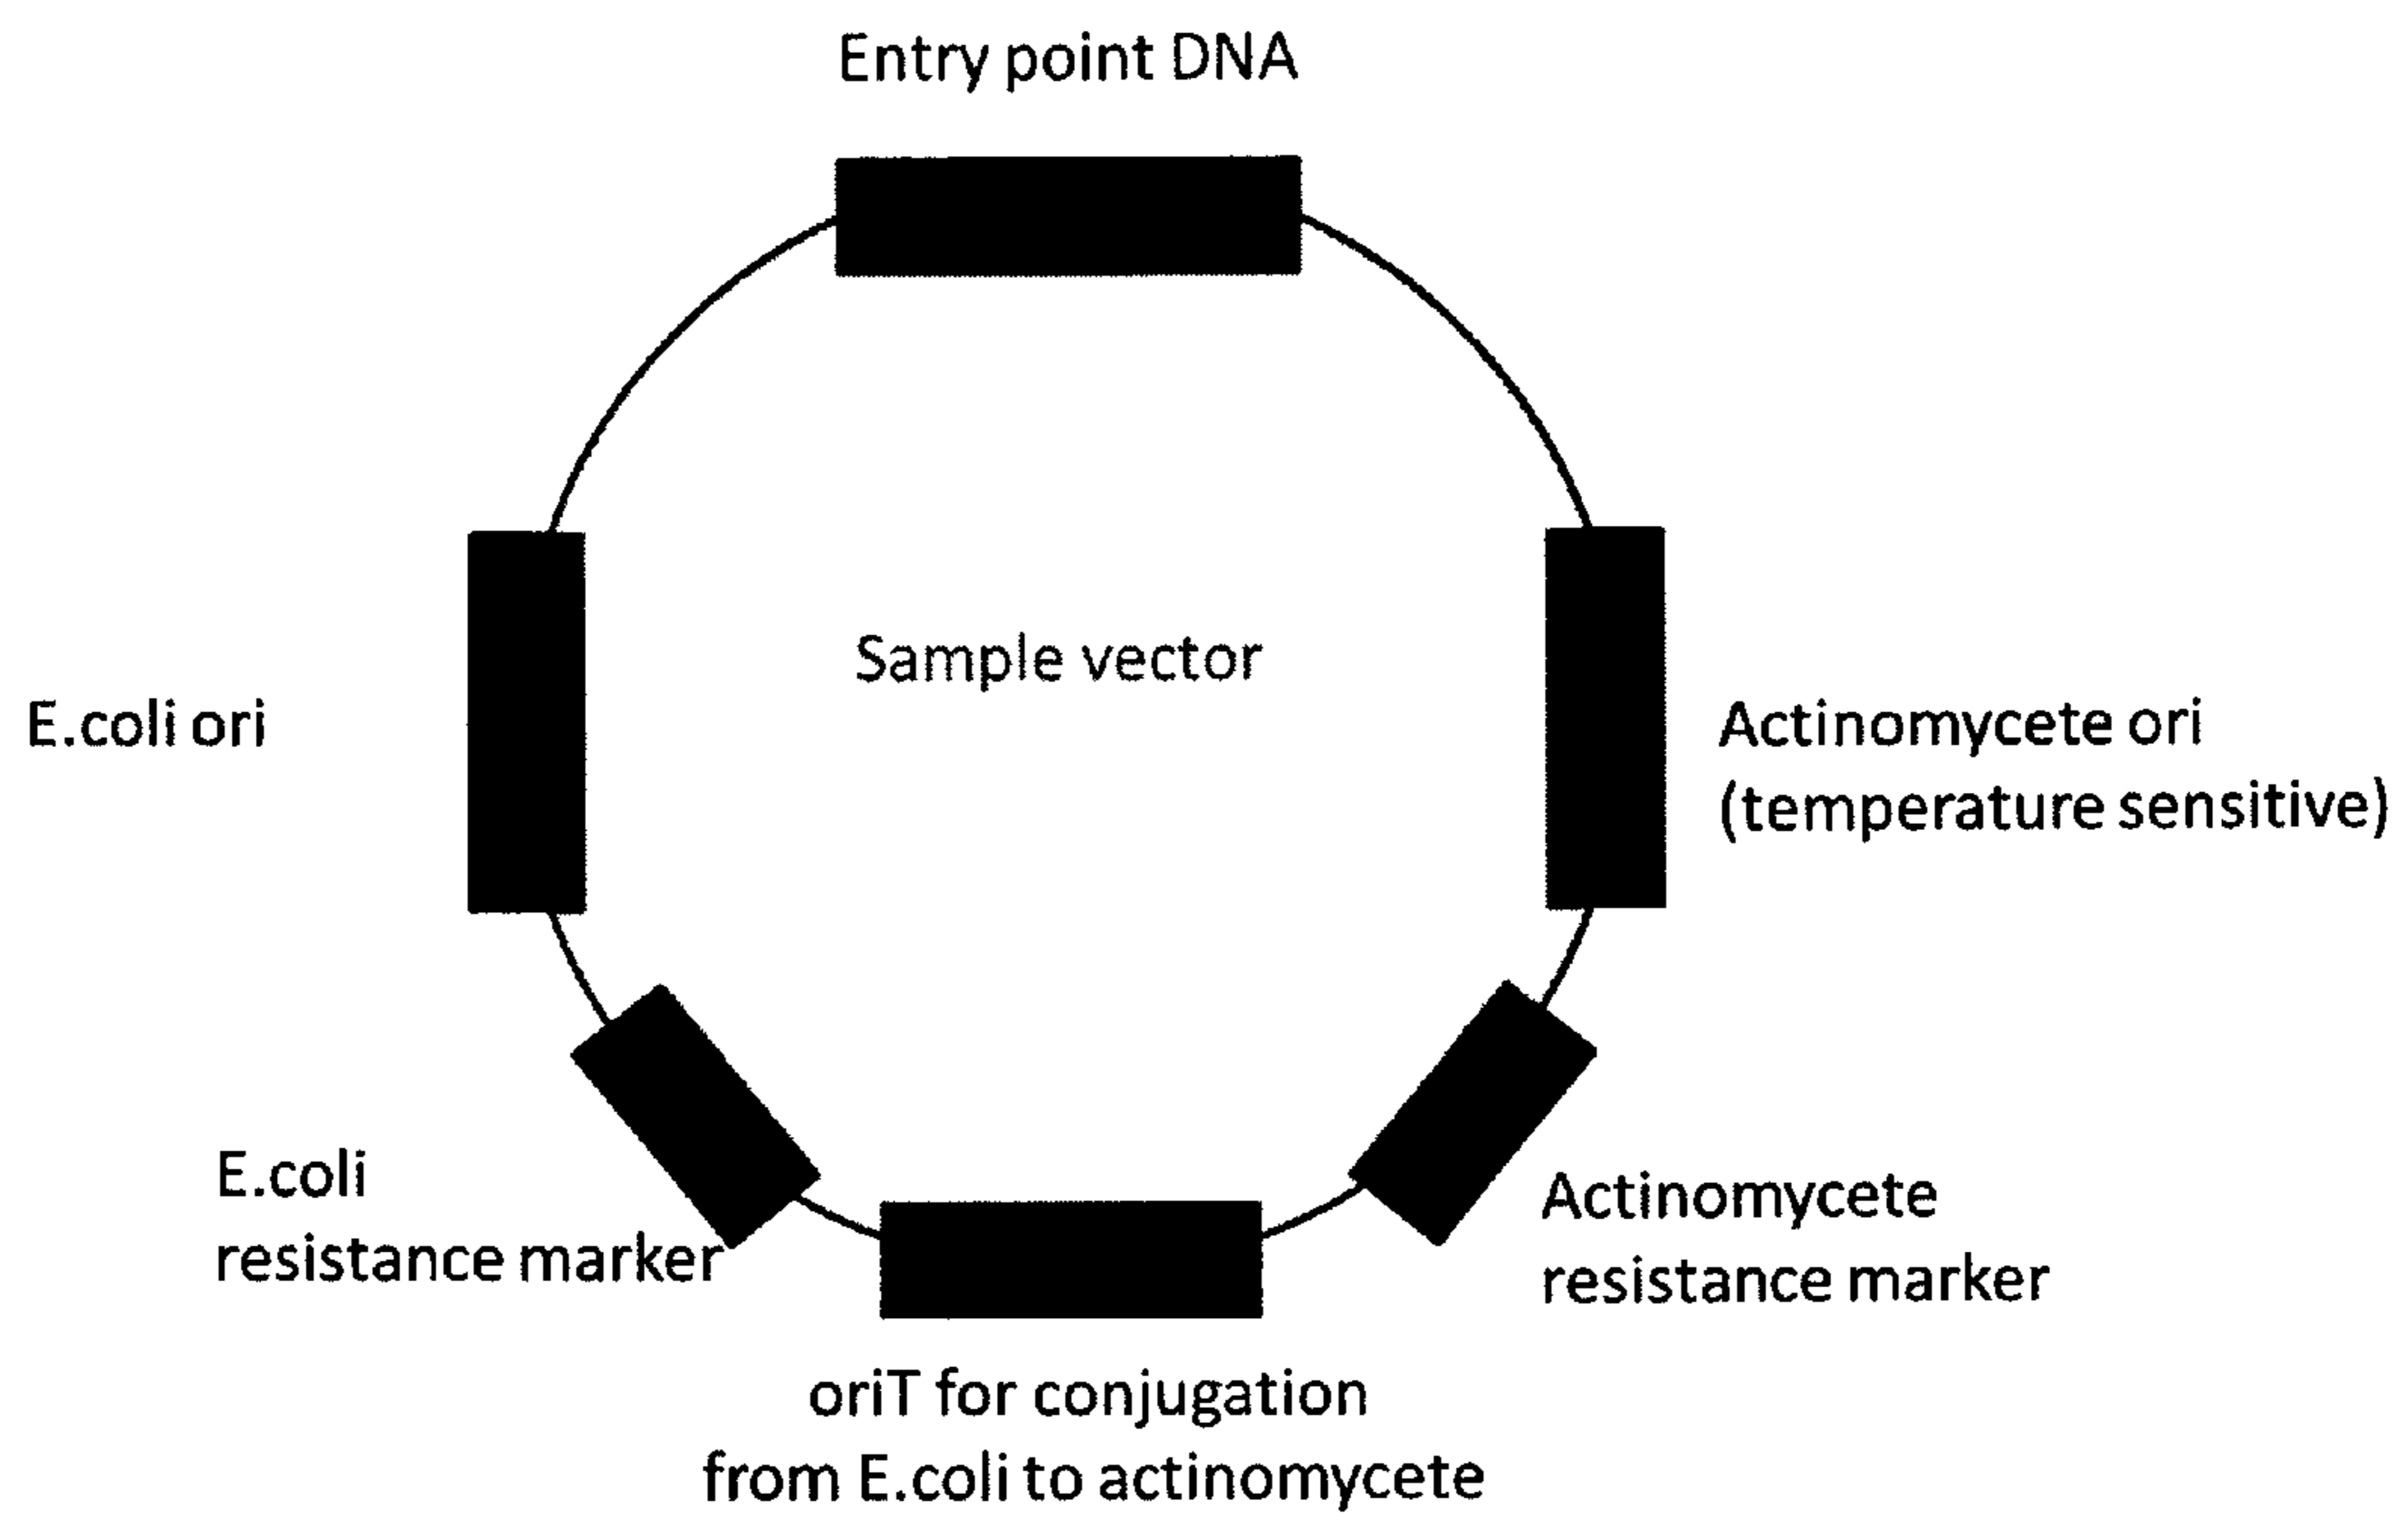 Entry point DNA
Sample vector
E.coli ori
Actinomycete ori
(temperature sensitive)
E.coli
resistance marker
Actinomycete
resistance marker
oriT for conjugation
from E.coli to actinomycete